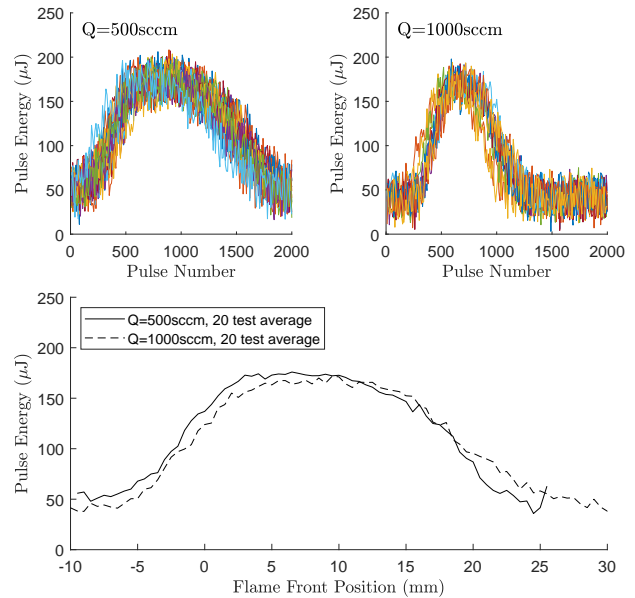 Q=500sccm
250
200
150
100
50
0
0 500 1000 1500 2000
Pulse Energy (μJ)
Pulse Number
Q=1000sccm
250
200
150
100
50
0
0 500 1000 1500 2000
Pulse Energy (μJ)
Pulse Number
250
200
150
100
50
0
Q=500sccm, 20 test average
Q=1000sccm, 20 test average
-10 -5 0 5 10 15 20 25 30
Pulse Energy (μJ)
Flame Front Position (mm)